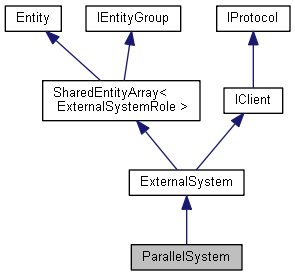 Entity
IEntityGroup
IProtocol
SharedEntityArray<
ExternalSystemRole >
IClient
ExternalSystem
ParallelSystem